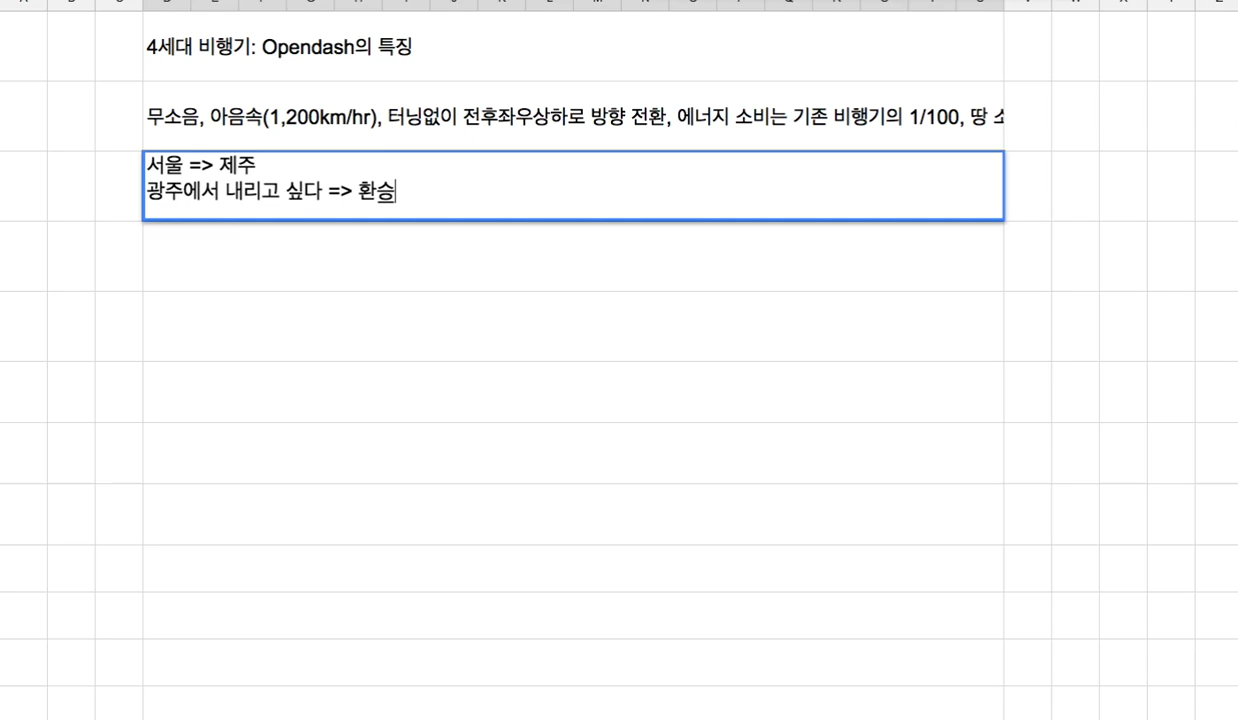 4세대 비행기: Opendash의 특징
무소음, 아음속(1,200km/hr), 터닝없이 전후좌우상하로 방향 전환, 에너지 소비는 기존 비행기의 1/100, 땅
서울 => 제주
광주에서 내리고 싶다 => 환승